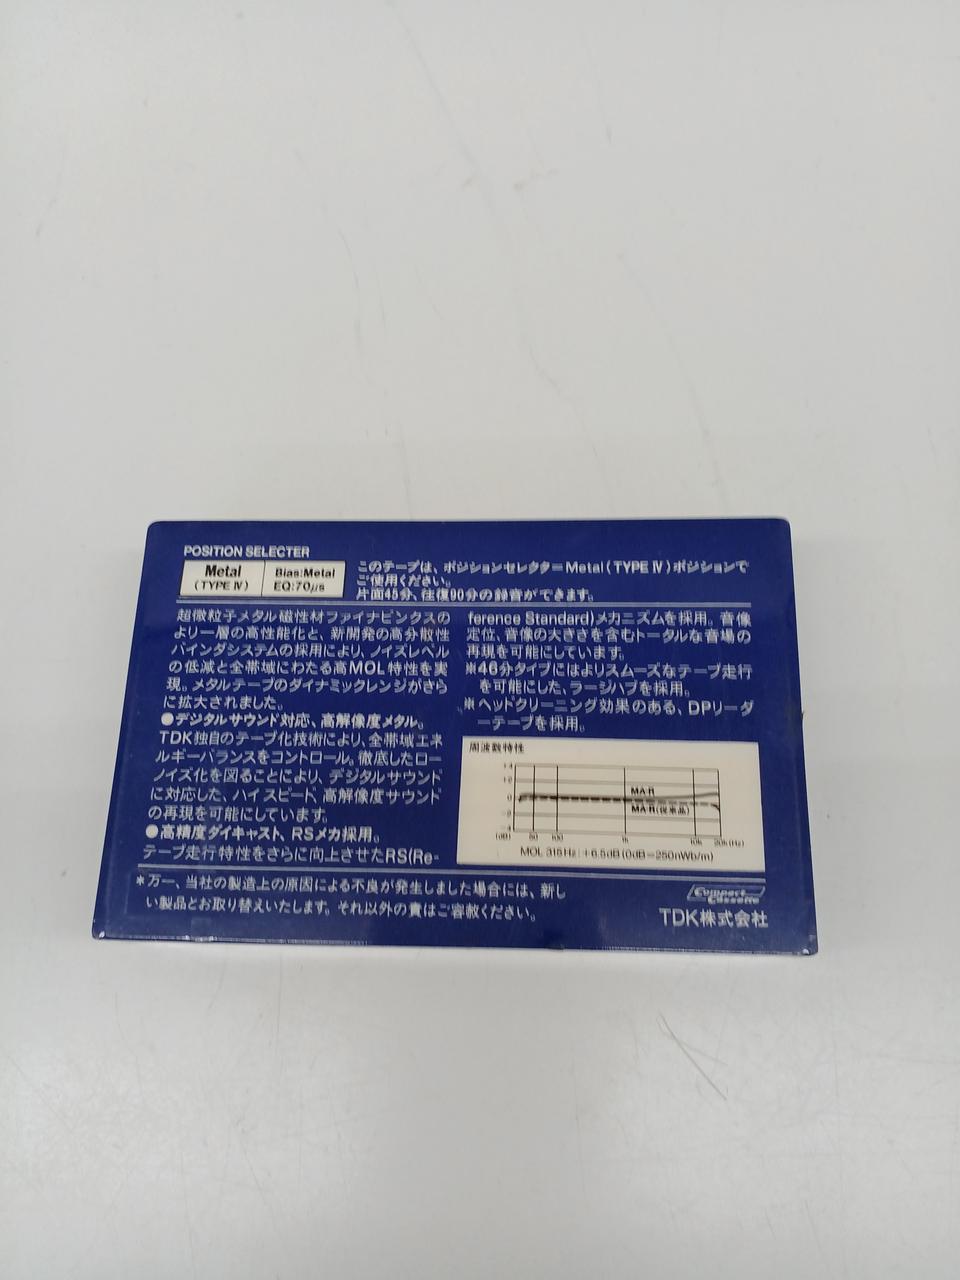 POSITION SELECTER
Metal
(TYPE Ⅳ)
Bias:Metal
EQ:70μs
このテープは、ポジションセレクタ=Metal(TYPE Ⅳ)ポジションで
ご使用ください。
片面45分、往復90分の録音ができます。
超微粒子メタル磁性材ファイナビンクスの
より一層の高性能化と、新開発の高分散性
バインダシステムの採用により、ノイズレベル
の低減と全帯域にわたる高MOL特性を実
現。メタルテープのダイナミックレンジがさら
に拡大されました。
●デジタルサウンド対応、高解像度メタル。
TDK独自のテープ化技術により、全帯域エネ
ルギーバランスをコントロール。徹底したロー
ノイズ化を図ることにより、デジタルサウンド
に対応した、ハイスピード、高解像度サウンド
の再現を可能にしています。
●高精度ダイキャスト、RSメカ採用。
テープ走行特性をさらに向上させたRS(Re-
ference Standard)メカニズムを採用。音像
定位、音像の大きさを含むトータルな音場の
再現を可能にしています。
※46分タイプにはよりスムーズなテープ走行
を可能にした、ラージハブを採用。
※ヘッドクリーニング効果のある、DPリーダ
ーテープを採用。
周波数特性
+4
+2
0
-2
-4
(dB)
MA-R
MA-R(従来品)
50 100 1k 10k 20k(Hz)
MOL 315Hz:+6.5dB(0dB=250nWb/m)
*万一、当社の製造上の原因による不良が発生しました場合には、新し
い製品とお取り替えいたします。それ以外の責はご容赦ください。
Compact
Cassette
TDK株式会社